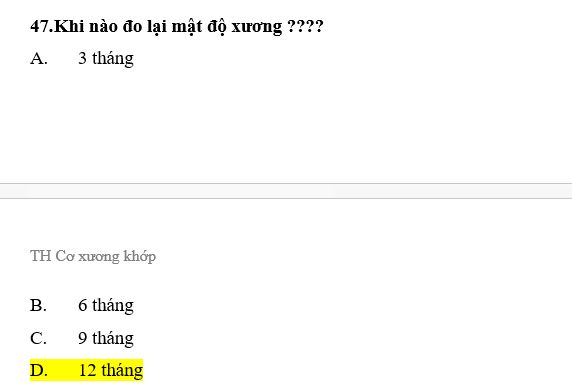 47.Khi nào đo lại mật độ xương ????
A. 3 tháng
TH Cơ xương khớp
B. 6 tháng
C. 9 tháng
D. 12 tháng